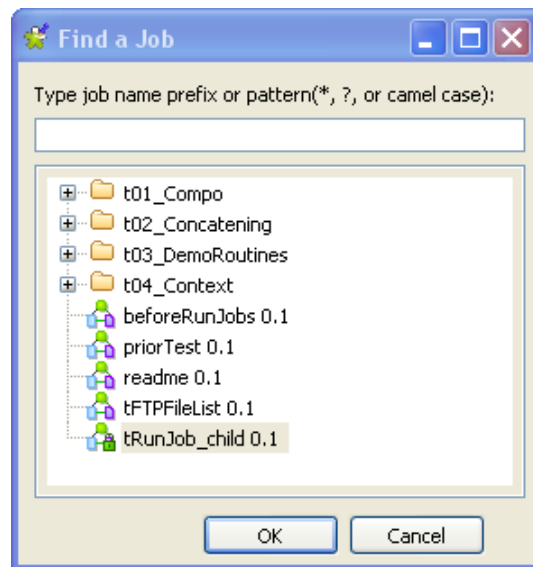 Find a Job
Type job name prefix or pattern(*, ?, or camel case):
t01_Compo
t02_Concatening
t03_DemoRoutines
t04_Context
beforeRunJobs 0.1
priorTest 0.1
readme 0.1
tFTPFileList 0.1
tRunJob_child 0.1
OK
Cancel